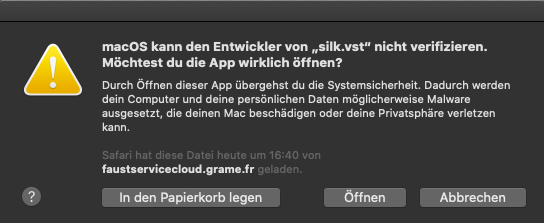 macOS kann den Entwickler von „silk.vst“ nicht verifizieren.
Möchtest du die App wirklich öffnen?
Durch Öffnen dieser App übergehst du die Systemsicherheit. Dadurch werden
dein Computer und deine persönlichen Daten möglicherweise Malware
ausgesetzt, die deinen Mac beschädigen oder deine Privatsphäre verletzen
kann.
Safari hat diese Datei heute um 16:40 von
faustservicecloud.grame.fr geladen.
? In den Papierkorb legen Öffnen Abbrechen